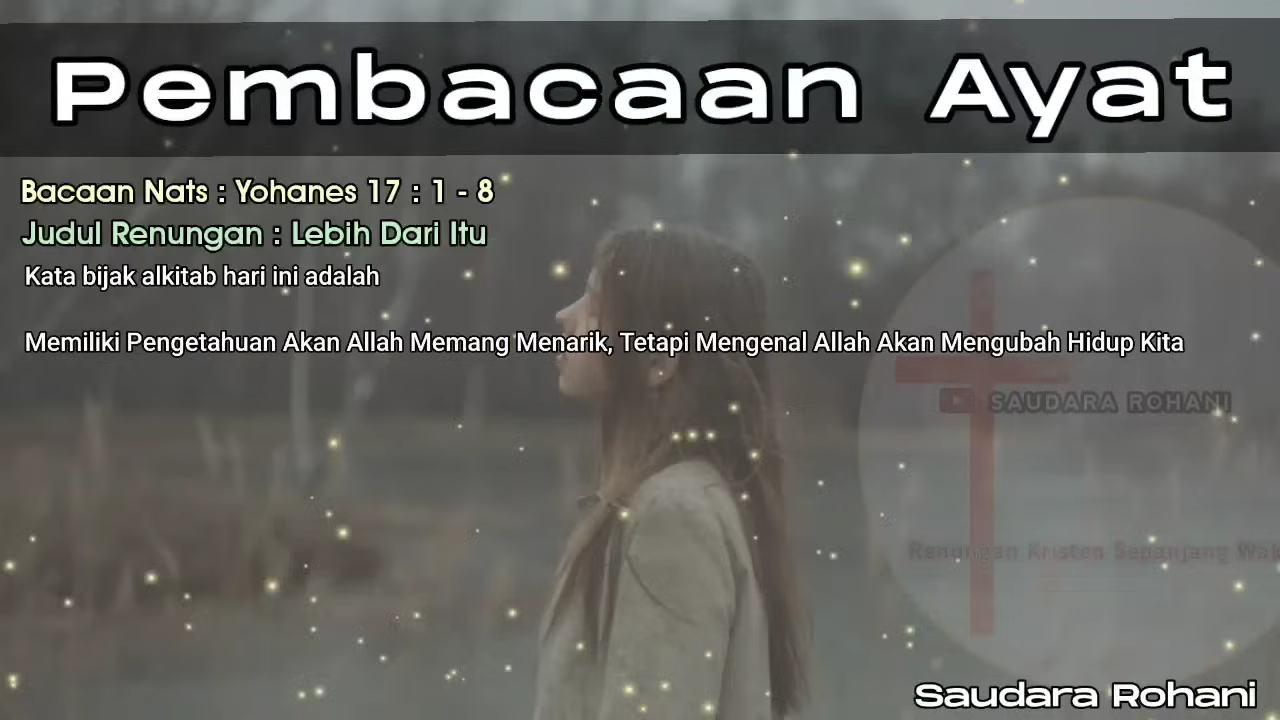 Pembacaan Ayat
Bacaan Nats : Yohanes 17 : 1 - 8
Judul Renungan : Lebih Dari Itu
Kata bijak alkitab hari ini adalah
Memiliki Pengetahuan Akan Allah Memang Menarik, Tetapi Mengenal Allah Akan Mengubah Hidup Kita
SAUDARA ROHANI
Renungan Kristen Sepanjang
Saudara Rohani